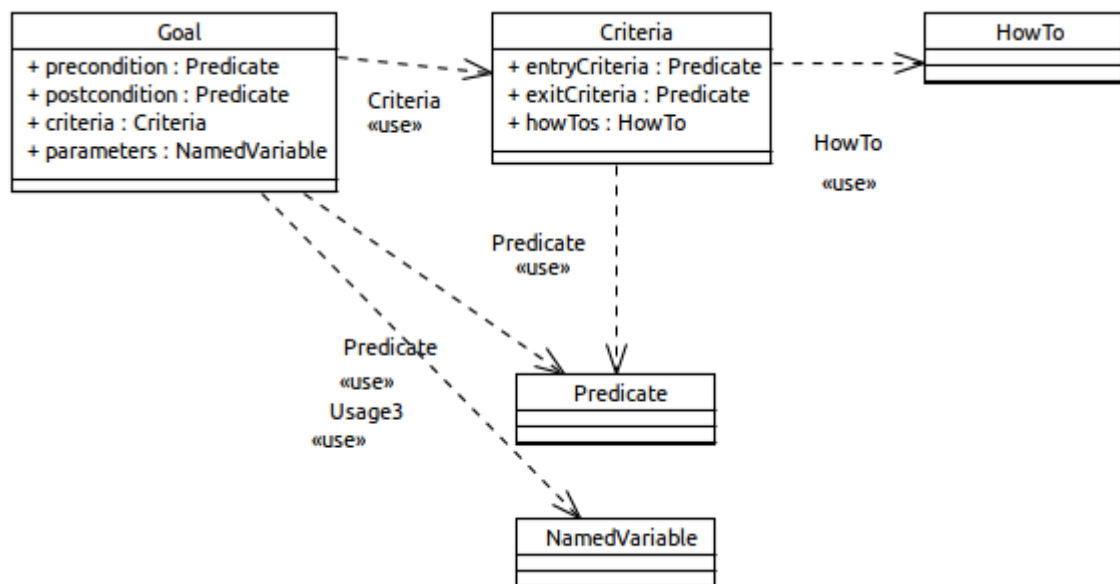 Goal
+ precondition : Predicate
+ postcondition : Predicate
+ criteria : Criteria
+ parameters : NamedVariable
Criteria
«use»
Criteria
+ entryCriteria : Predicate
+ exitCriteria : Predicate
+ howTos : HowTo
HowTo
HowTo
«use»
Predicate
«use»
Predicate
«use»
Usage3
«use»
Predicate
NamedVariable